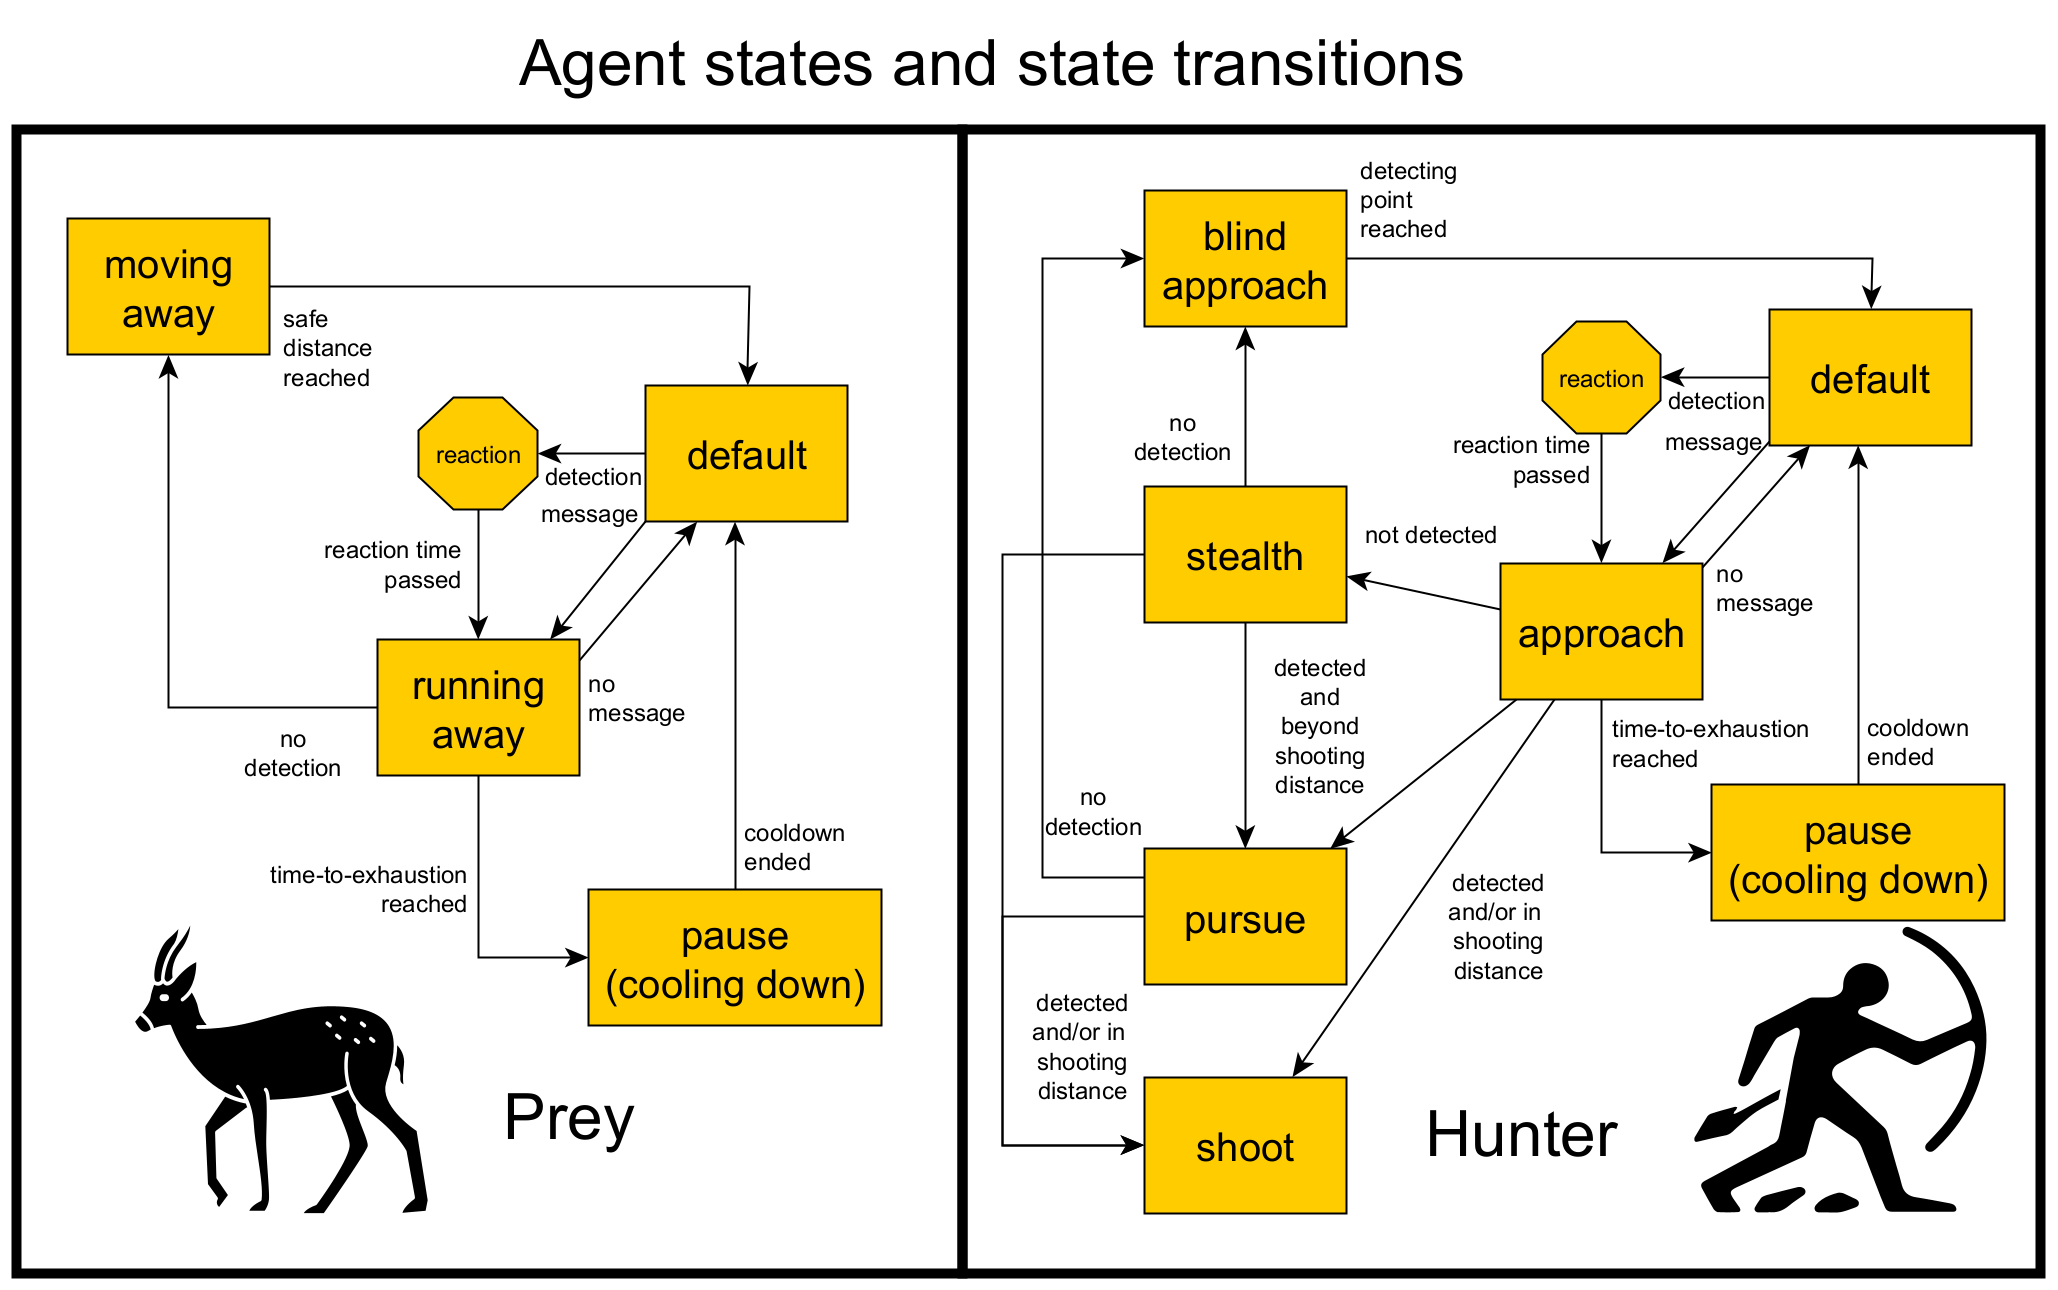 Agent states and state transitions
moving
away
safe
distance
reached
reaction
default
detection
message
reaction time
passed
running
away
no
message
no
detection
time-to-exhaustion
reached
cooldown
ended
pause
(cooling down)
Prey
blind
approach
detecting
point
reached
reaction
default
detection
message
reaction time
passed
no
detection
stealth
not detected
approach
no
message
detected
and
beyond
shooting
distance
time-to-exhaustion
reached
cooldown
ended
pause
(cooling down)
no
detection
pursue
detected
and/or in
shooting
distance
detected
and/or in
shooting
distance
shoot
Hunter